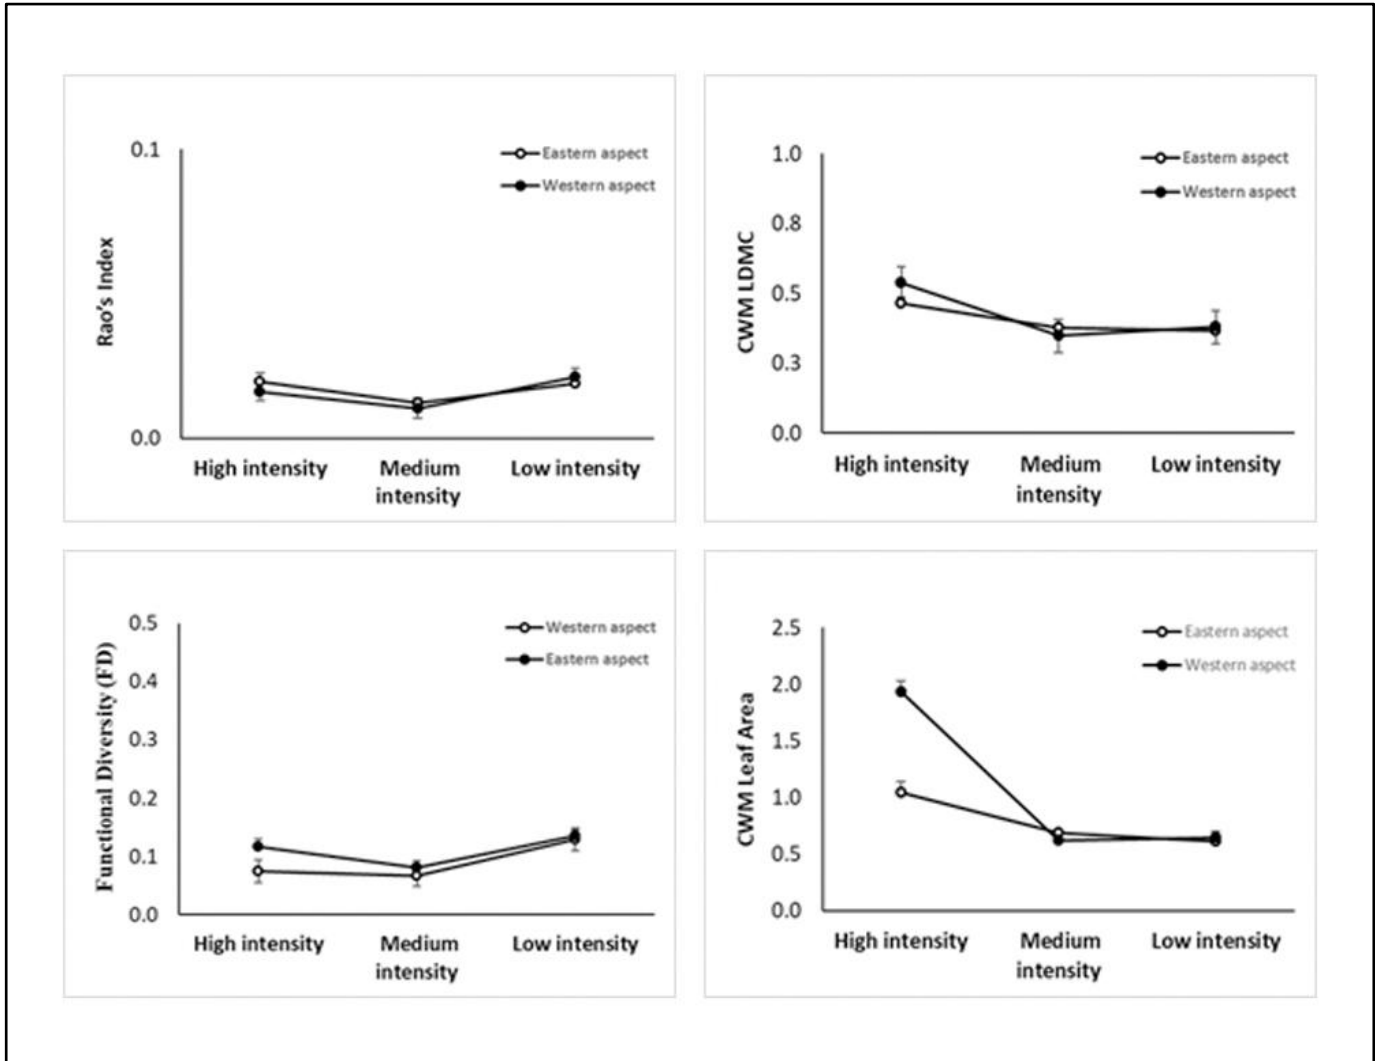 0.1
Eastern aspect
Western aspect
Rao's Index
0.0
High intensity
Medium
intensity
Low intensity
1.0
Eastern aspect
0.8
Western aspect
CWM LDMC
0.5
0.3
0.0
High intensity
Medium
intensity
Low intensity
0.5
Western aspect
Eastern aspect
0.4
Functional Diversity (FD)
0.3
0.2
0.1
0.0
High intensity
Medium
intensity
Low intensity
2.5
Eastern aspect
Western aspect
2.0
CWM Leaf Area
1.5
1.0
0.5
0.0
High intensity
Medium
intensity
Low intensity